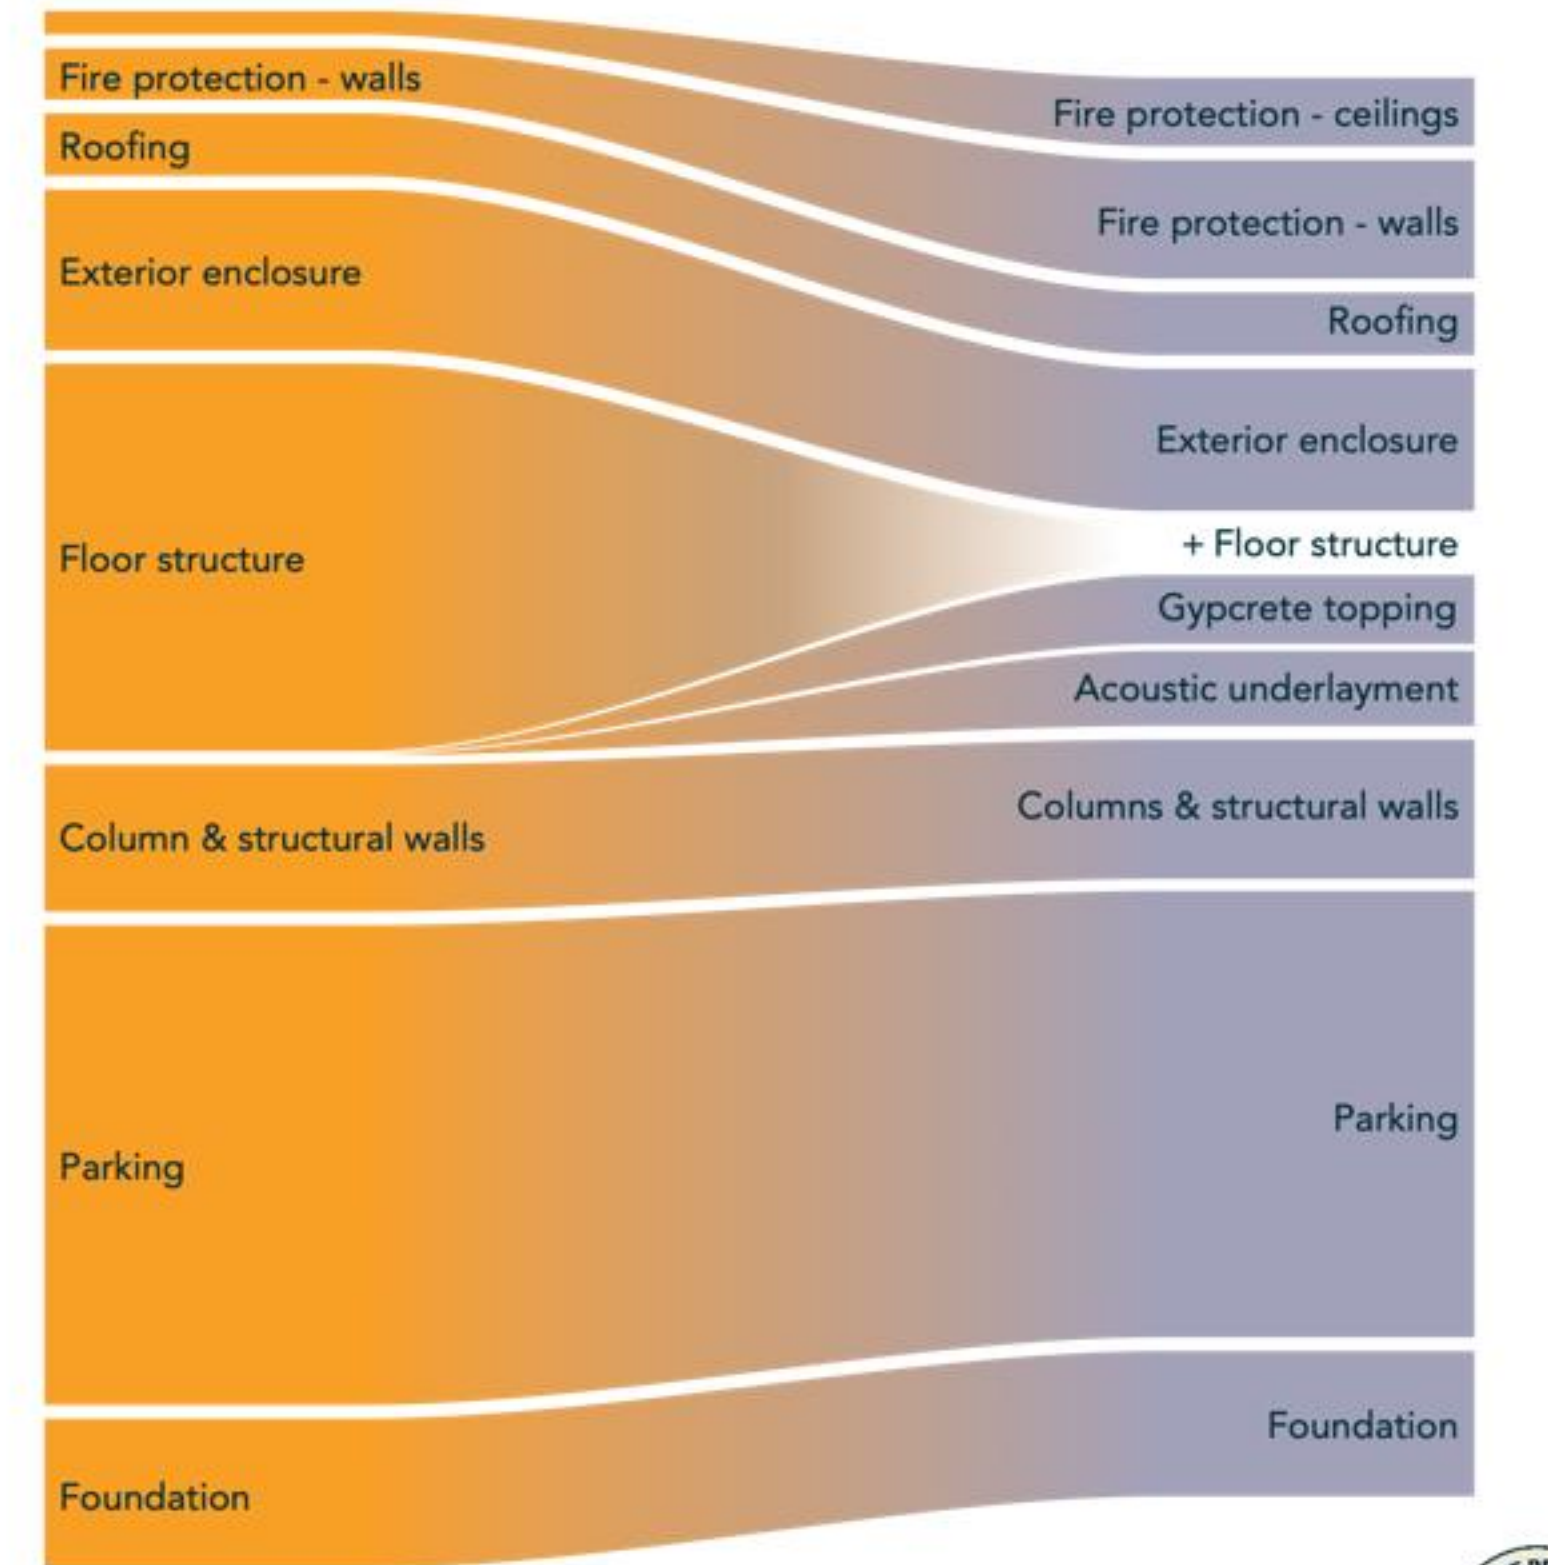 Fire protection - walls
Roofing
Exterior enclosure
Floor structure
Column & structural walls
Parking
Foundation
Fire protection - ceilings
Fire protection - walls
Roofing
Exterior enclosure
+ Floor structure
Gypcrete topping
Acoustic underlayment
Columns & structural walls
Parking
Foundation